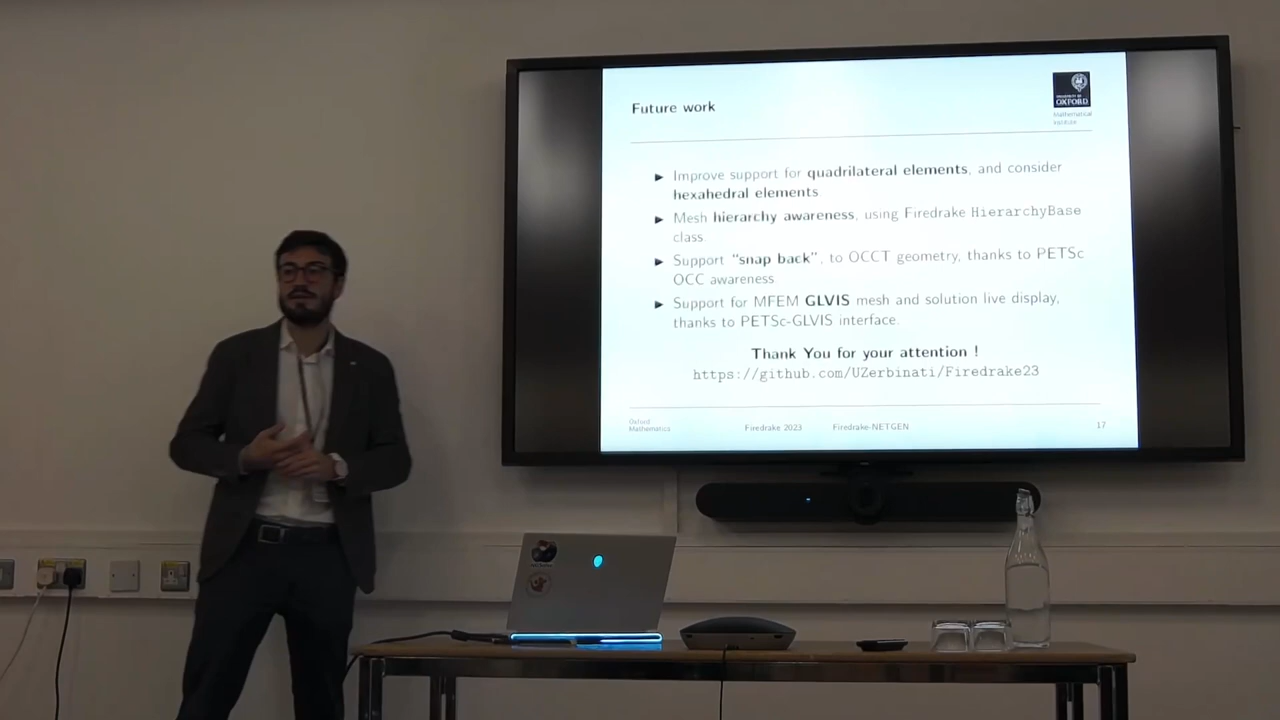 Future work
UNIVERSITY OF
OXFORD
Mathematical
Institute
► Improve support for quadrilateral elements, and consider
hexahedral elements
► Mesh hierarchy awareness, using Firedrake HierarchyBase
class.
► Support “snap back”, to OCCT geometry, thanks to PETSc
OCC awareness
► Support for MFEM GLVIS mesh and solution live display,
thanks to PETSc-GLVIS interface.
Thank You for your attention !
https://github.com/UZerbinati/Firedrake23
Oxford
Mathematics
Firedrake 2023
Firedrake-NETGEN
17